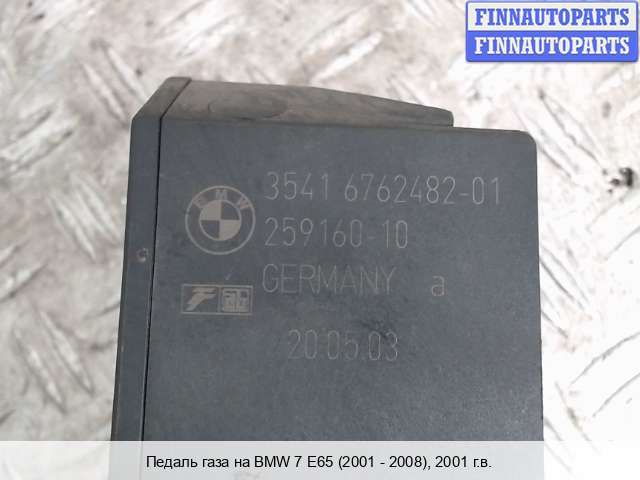 FINNAUTOPARTS
FINNAUTOPARTS
BMW
3541 6762482-01
259160-10
GERMANY a
20.05.03
Педаль газа на BMW 7 E65 (2001 - 2008), 2001 г.в.